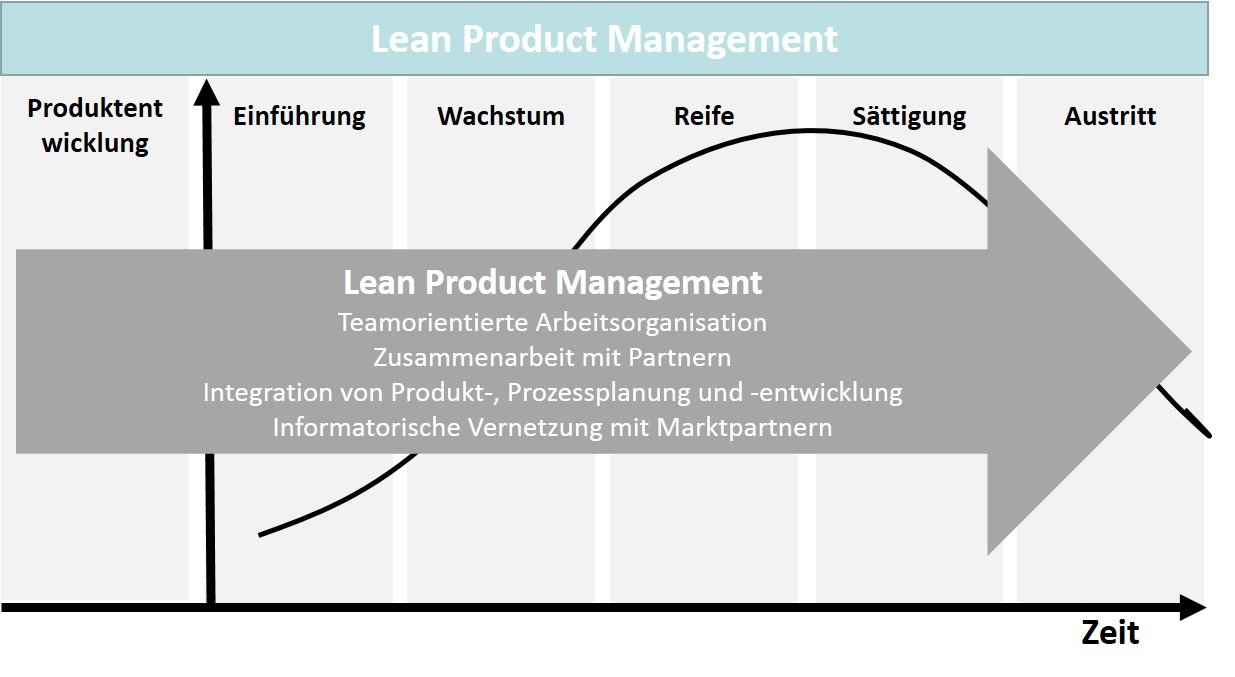 Lean Product Management
Produktent
wicklung
Einführung
Wachstum
Reife
Sättigung
Austritt
Lean Product Management
Teamorientierte Arbeitsorganisation
Zusammenarbeit mit Partnern
Integration von Produkt-, Prozessplanung und -entwicklung
Informatorische Vernetzung mit Marktpartnern
Zeit